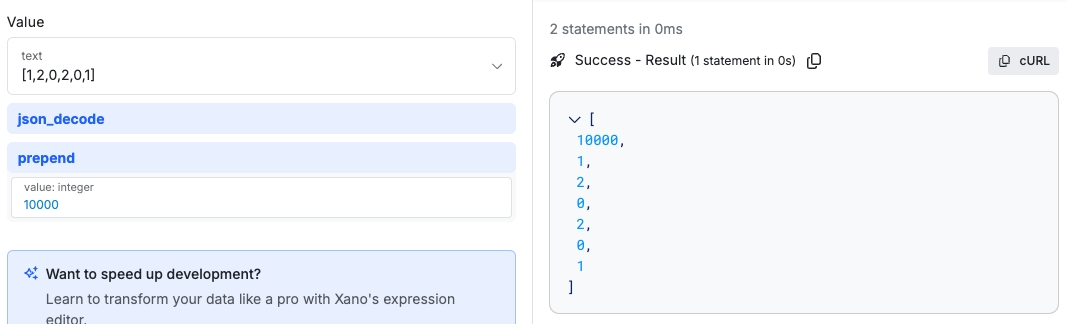 Value
text
[1,2,0,2,0,1]
json_decode
prepend
value: integer
10000
Want to speed up development?
Learn to transform your data like a pro with Xano's expression
editor.
2 statements in 0ms
Success - Result (1 statement in 0s)
cURL
[
10000,
1,
2,
0,
2,
0,
1
]